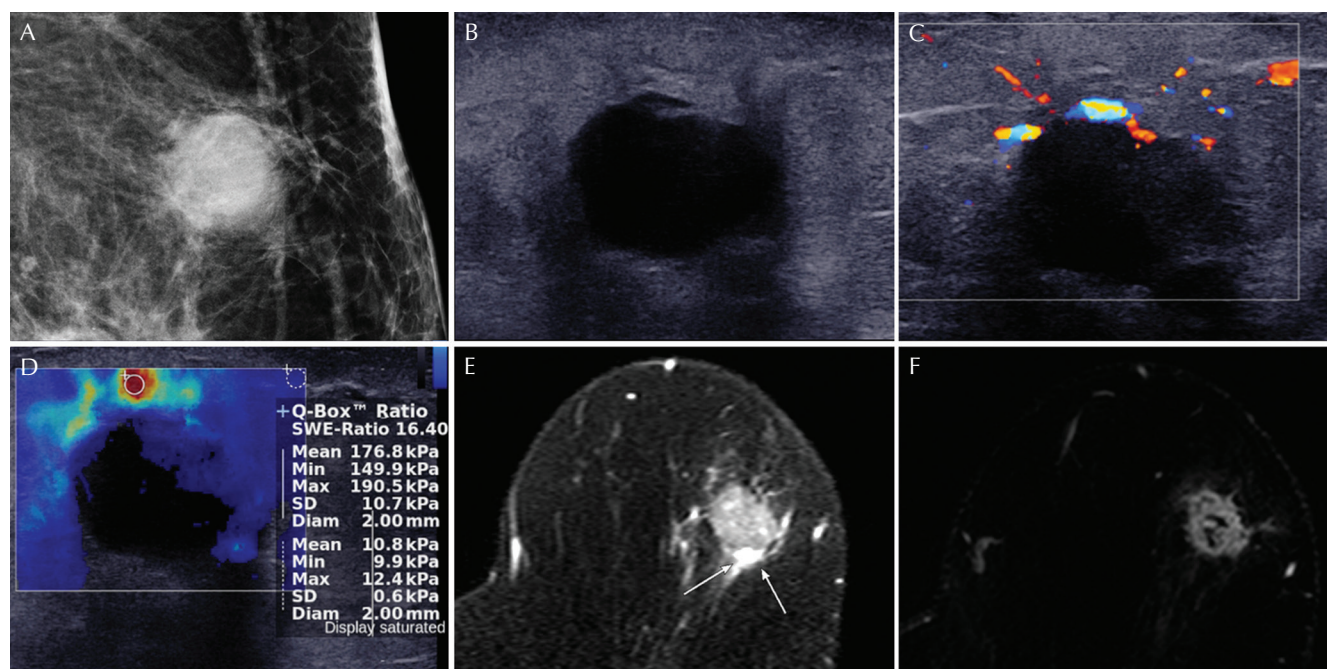 A
B
C
D
+Q-Box™ Ratio
SWE-Ratio 16.40
Mean 176.8 kPa
Min 149.9 kPa
Max 190.5 kPa
SD 10.7 kPa
Diam 2.00 mm
Mean 10.8 kPa
Min 9.9 kPa
Max 12.4 kPa
SD 0.6 kPa
Diam 2.00 mm
Display saturated
E
F